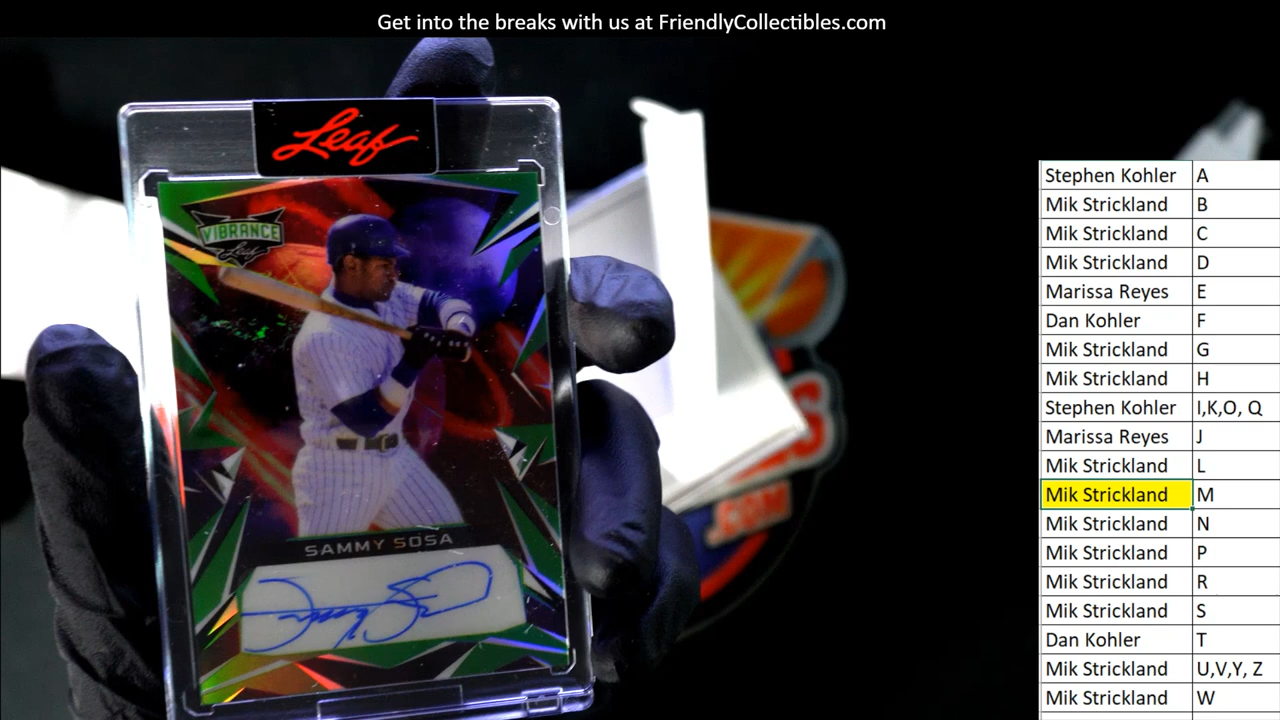 Get into the breaks with us at FriendlyCollectibles.com
Leaf
VIBRANCE
Leaf
SAMMY SOSA
.COM
Stephen Kohler A
Mik Strickland B
Mik Strickland C
Mik Strickland D
Marissa Reyes E
Dan Kohler F
Mik Strickland G
Mik Strickland H
Stephen Kohler I,K,O, Q
Marissa Reyes J
Mik Strickland L
Mik Strickland M
Mik Strickland N
Mik Strickland P
Mik Strickland R
Mik Strickland S
Dan Kohler T
Mik Strickland U,V,Y, Z
Mik Strickland W